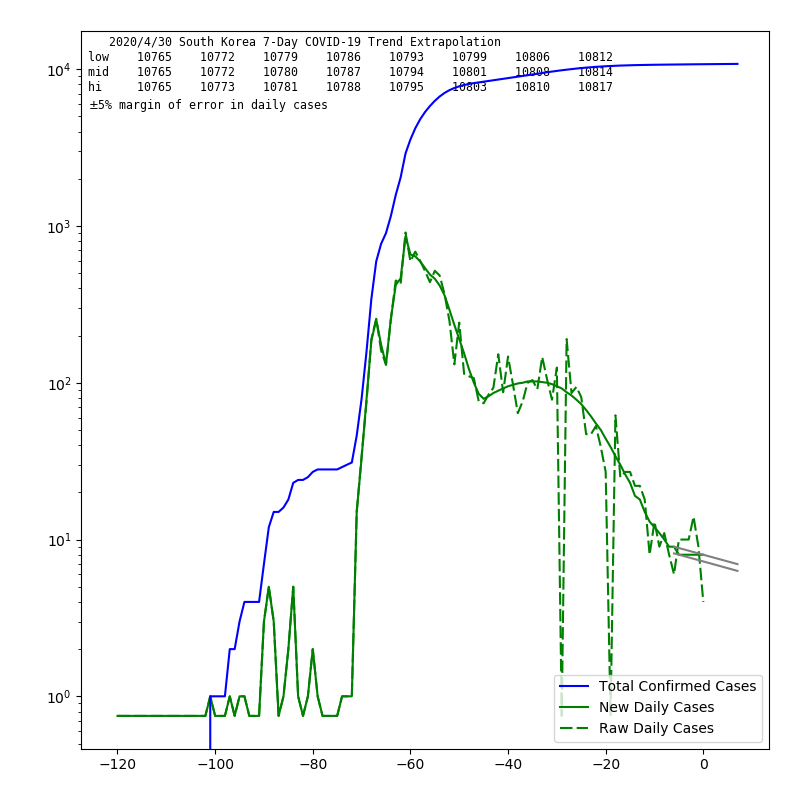 2020/4/30 South Korea 7-Day COVID-19 Trend Extrapolation
low 10765 10772 10779 10786 10793 10799 10806 10812
mid 10765 10772 10780 10787 10794 10801 10808 10814
hi 10765 10773 10781 10788 10795 10803 10810 10817
±5% margin of error in daily cases
10⁴
10³
10²
10¹
10⁰
Total Confirmed Cases
New Daily Cases
Raw Daily Cases
−120 −100 −80 −60 −40 −20 0